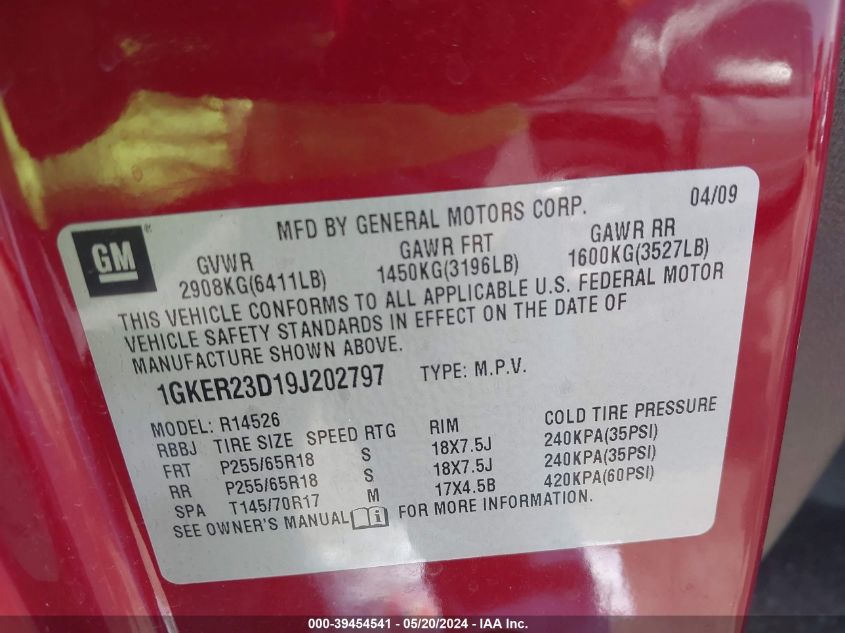 04/09
MFD BY GENERAL MOTORS CORP.
GM®
GVWR GAWR FRT GAWR RR
2908KG(6411LB) 1450KG(3196LB) 1600KG(3527LB)
THIS VEHICLE CONFORMS TO ALL APPLICABLE U.S. FEDERAL MOTOR
VEHICLE SAFETY STANDARDS IN EFFECT ON THE DATE OF
MANUFACTURE SHOWN ABOVE.
1GKER23D19J202797 TYPE: M.P.V.
MODEL: R14526
RBBJ TIRE SIZE SPEED RTG RIM COLD TIRE PRESSURE
FRT P255/65R18 S 18X7.5J 240KPA(35PSI)
RR P255/65R18 S 18X7.5J 240KPA(35PSI)
SPA T145/70R17 M 17X4.5B 420KPA(60PSI)
SEE OWNER'S MANUAL i FOR MORE INFORMATION.
000-39454541 - 05/20/2024 - IAA Inc.